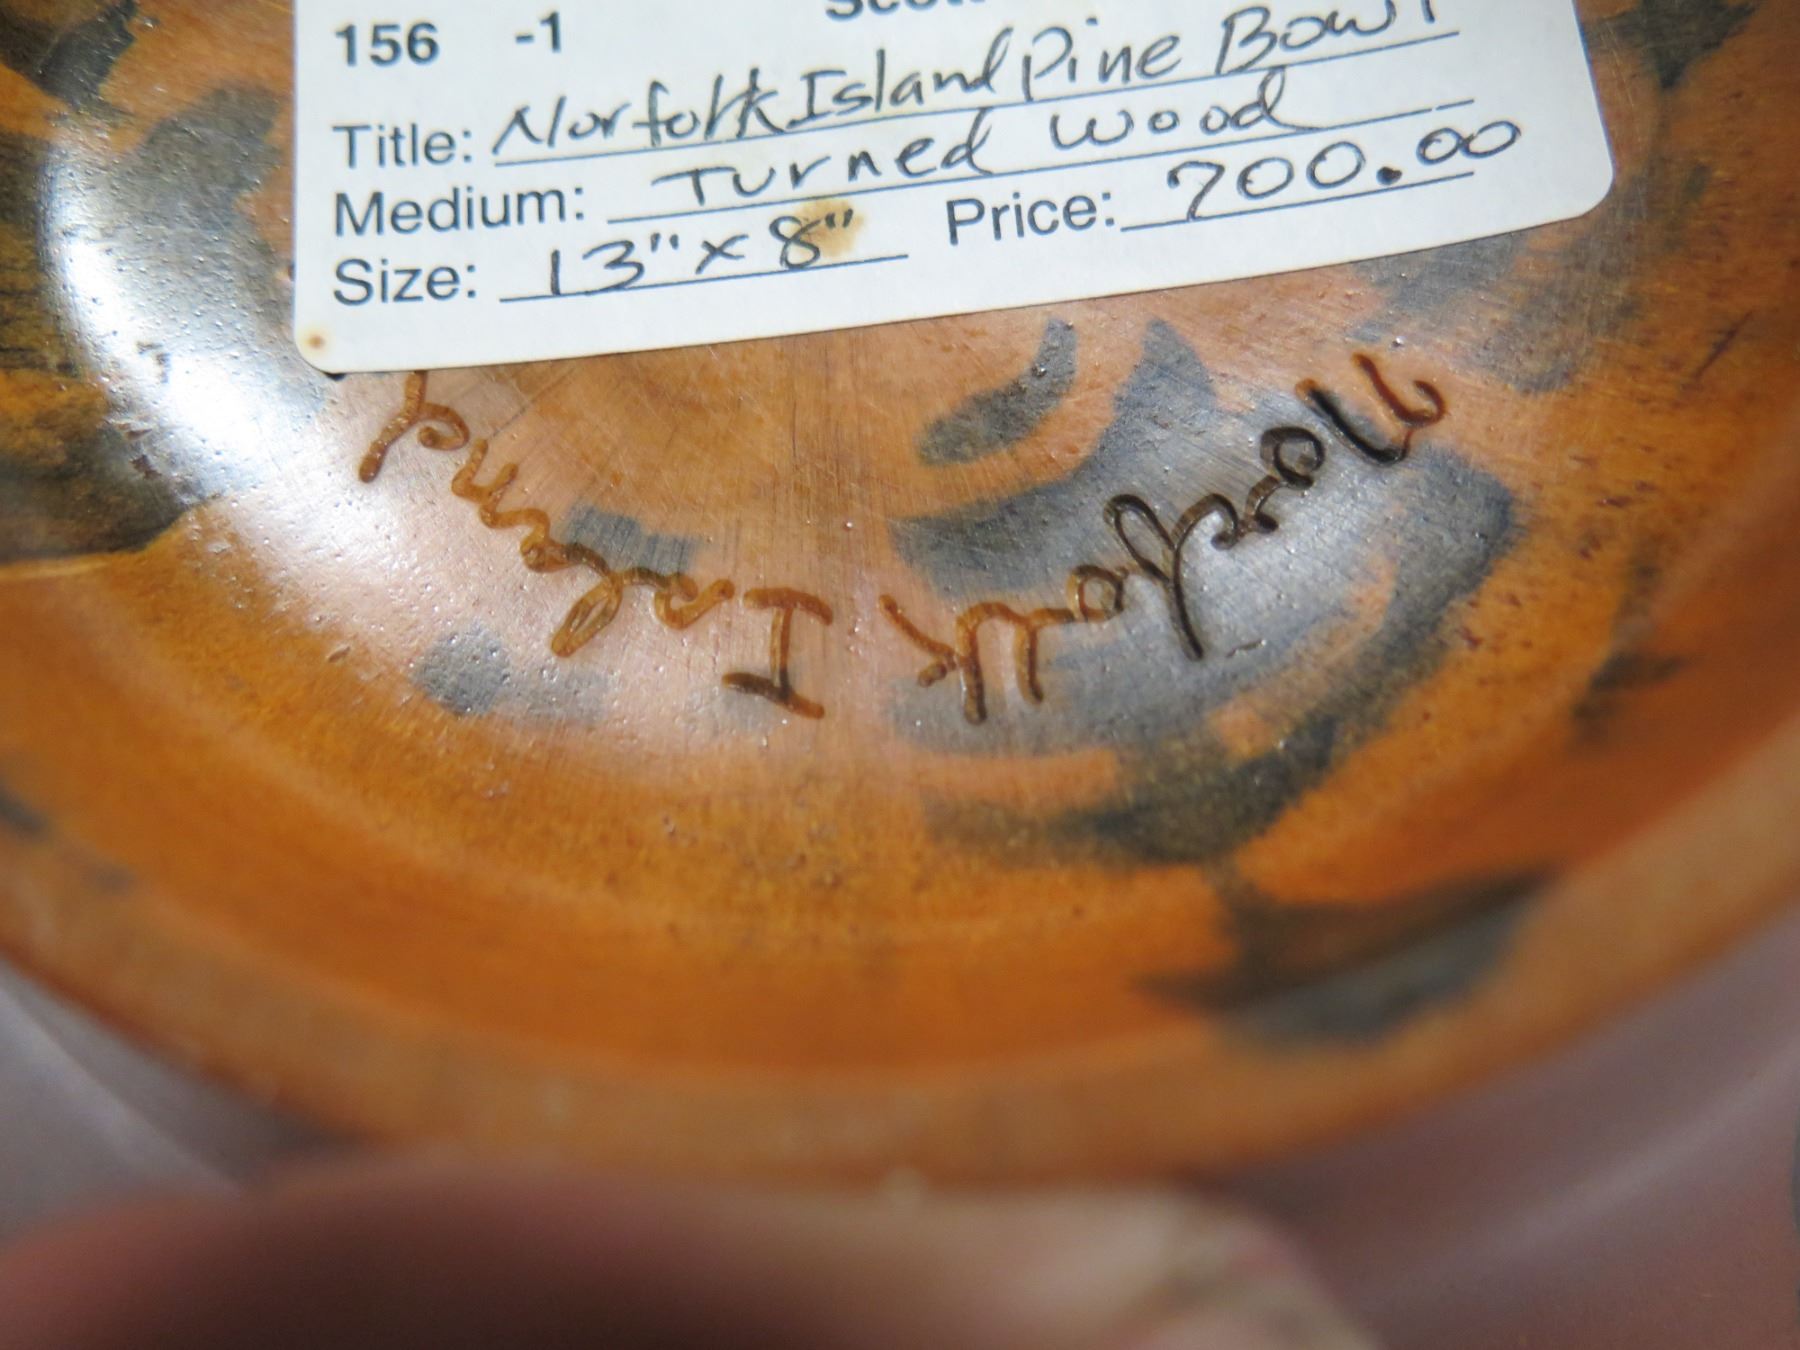 156 -1
Title: Norfolk Island Pine Bowl
Medium: Turned Wood
Size: 13" x 8" Price: 700.00
Norfolk Island